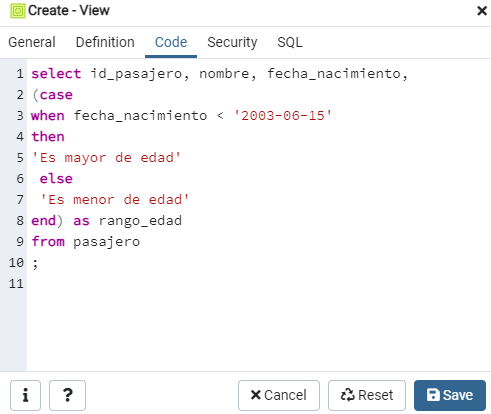 Create - View
General Definition Code Security SQL
1 select id_pasajero, nombre, fecha_nacimiento,
2 (case
3 when fecha_nacimiento < '2003-06-15'
4 then
5 'Es mayor de edad'
6 else
7 'Es menor de edad'
8 end) as rango_edad
9 from pasajero
10 ;
11
i ? Cancel Reset Save